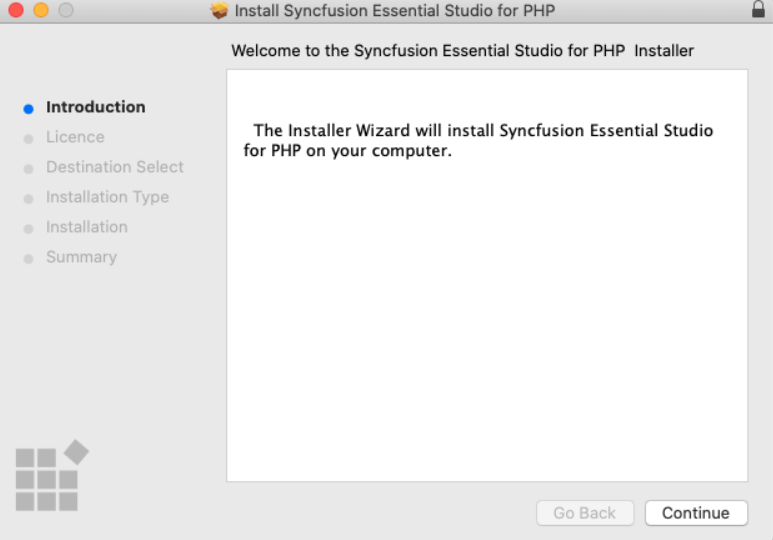 Install Syncfusion Essential Studio for PHP
Welcome to the Syncfusion Essential Studio for PHP  Installer
Introduction
Licence
Destination Select
Installation Type
Installation
Summary
The Installer Wizard will install Syncfusion Essential Studio
for PHP on your computer.
Go Back
Continue